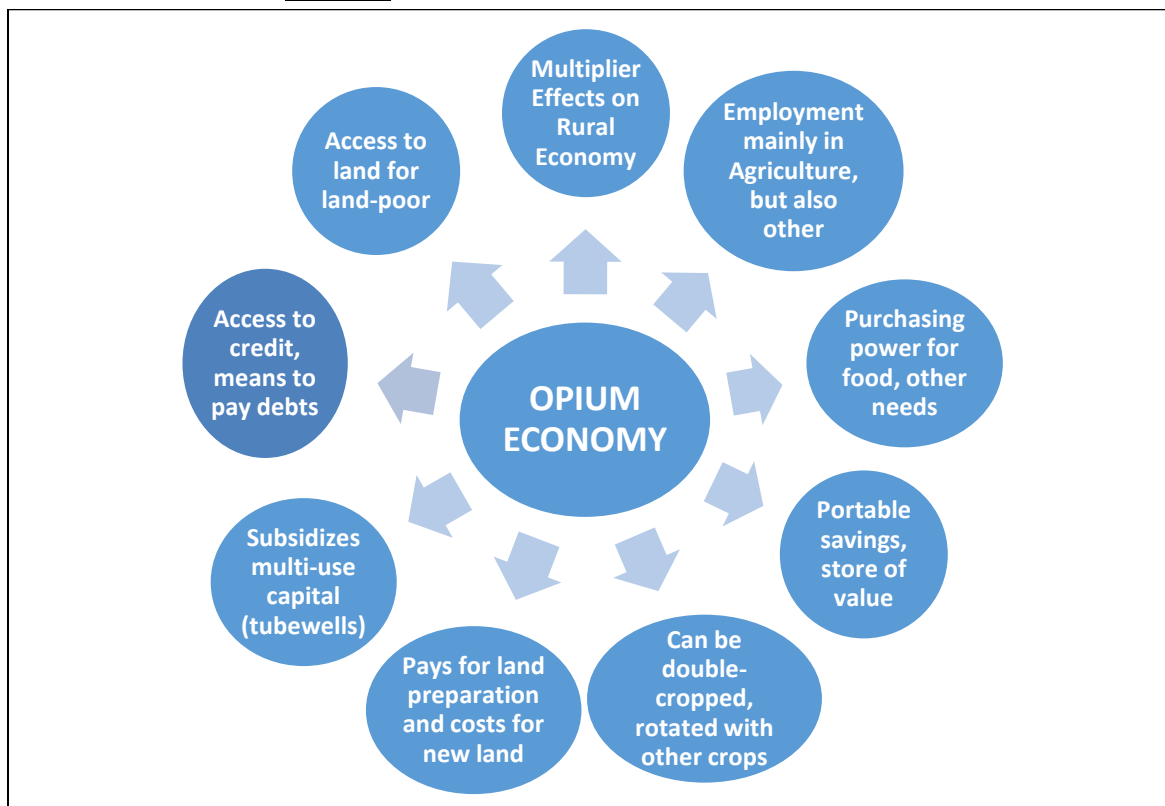 Multiplier
Effects on
Rural
Economy
Employment
mainly in
Agriculture,
but also
other
Purchasing
power for
food, other
needs
Portable
savings,
store of
value
Can be
double-
cropped,
rotated with
other crops
Pays for land
preparation
and costs for
new land
Subsidizes
multi-use
capital
(tubewells)
Access to
credit,
means to
pay debts
Access to
land for
land-poor
OPIUM
ECONOMY